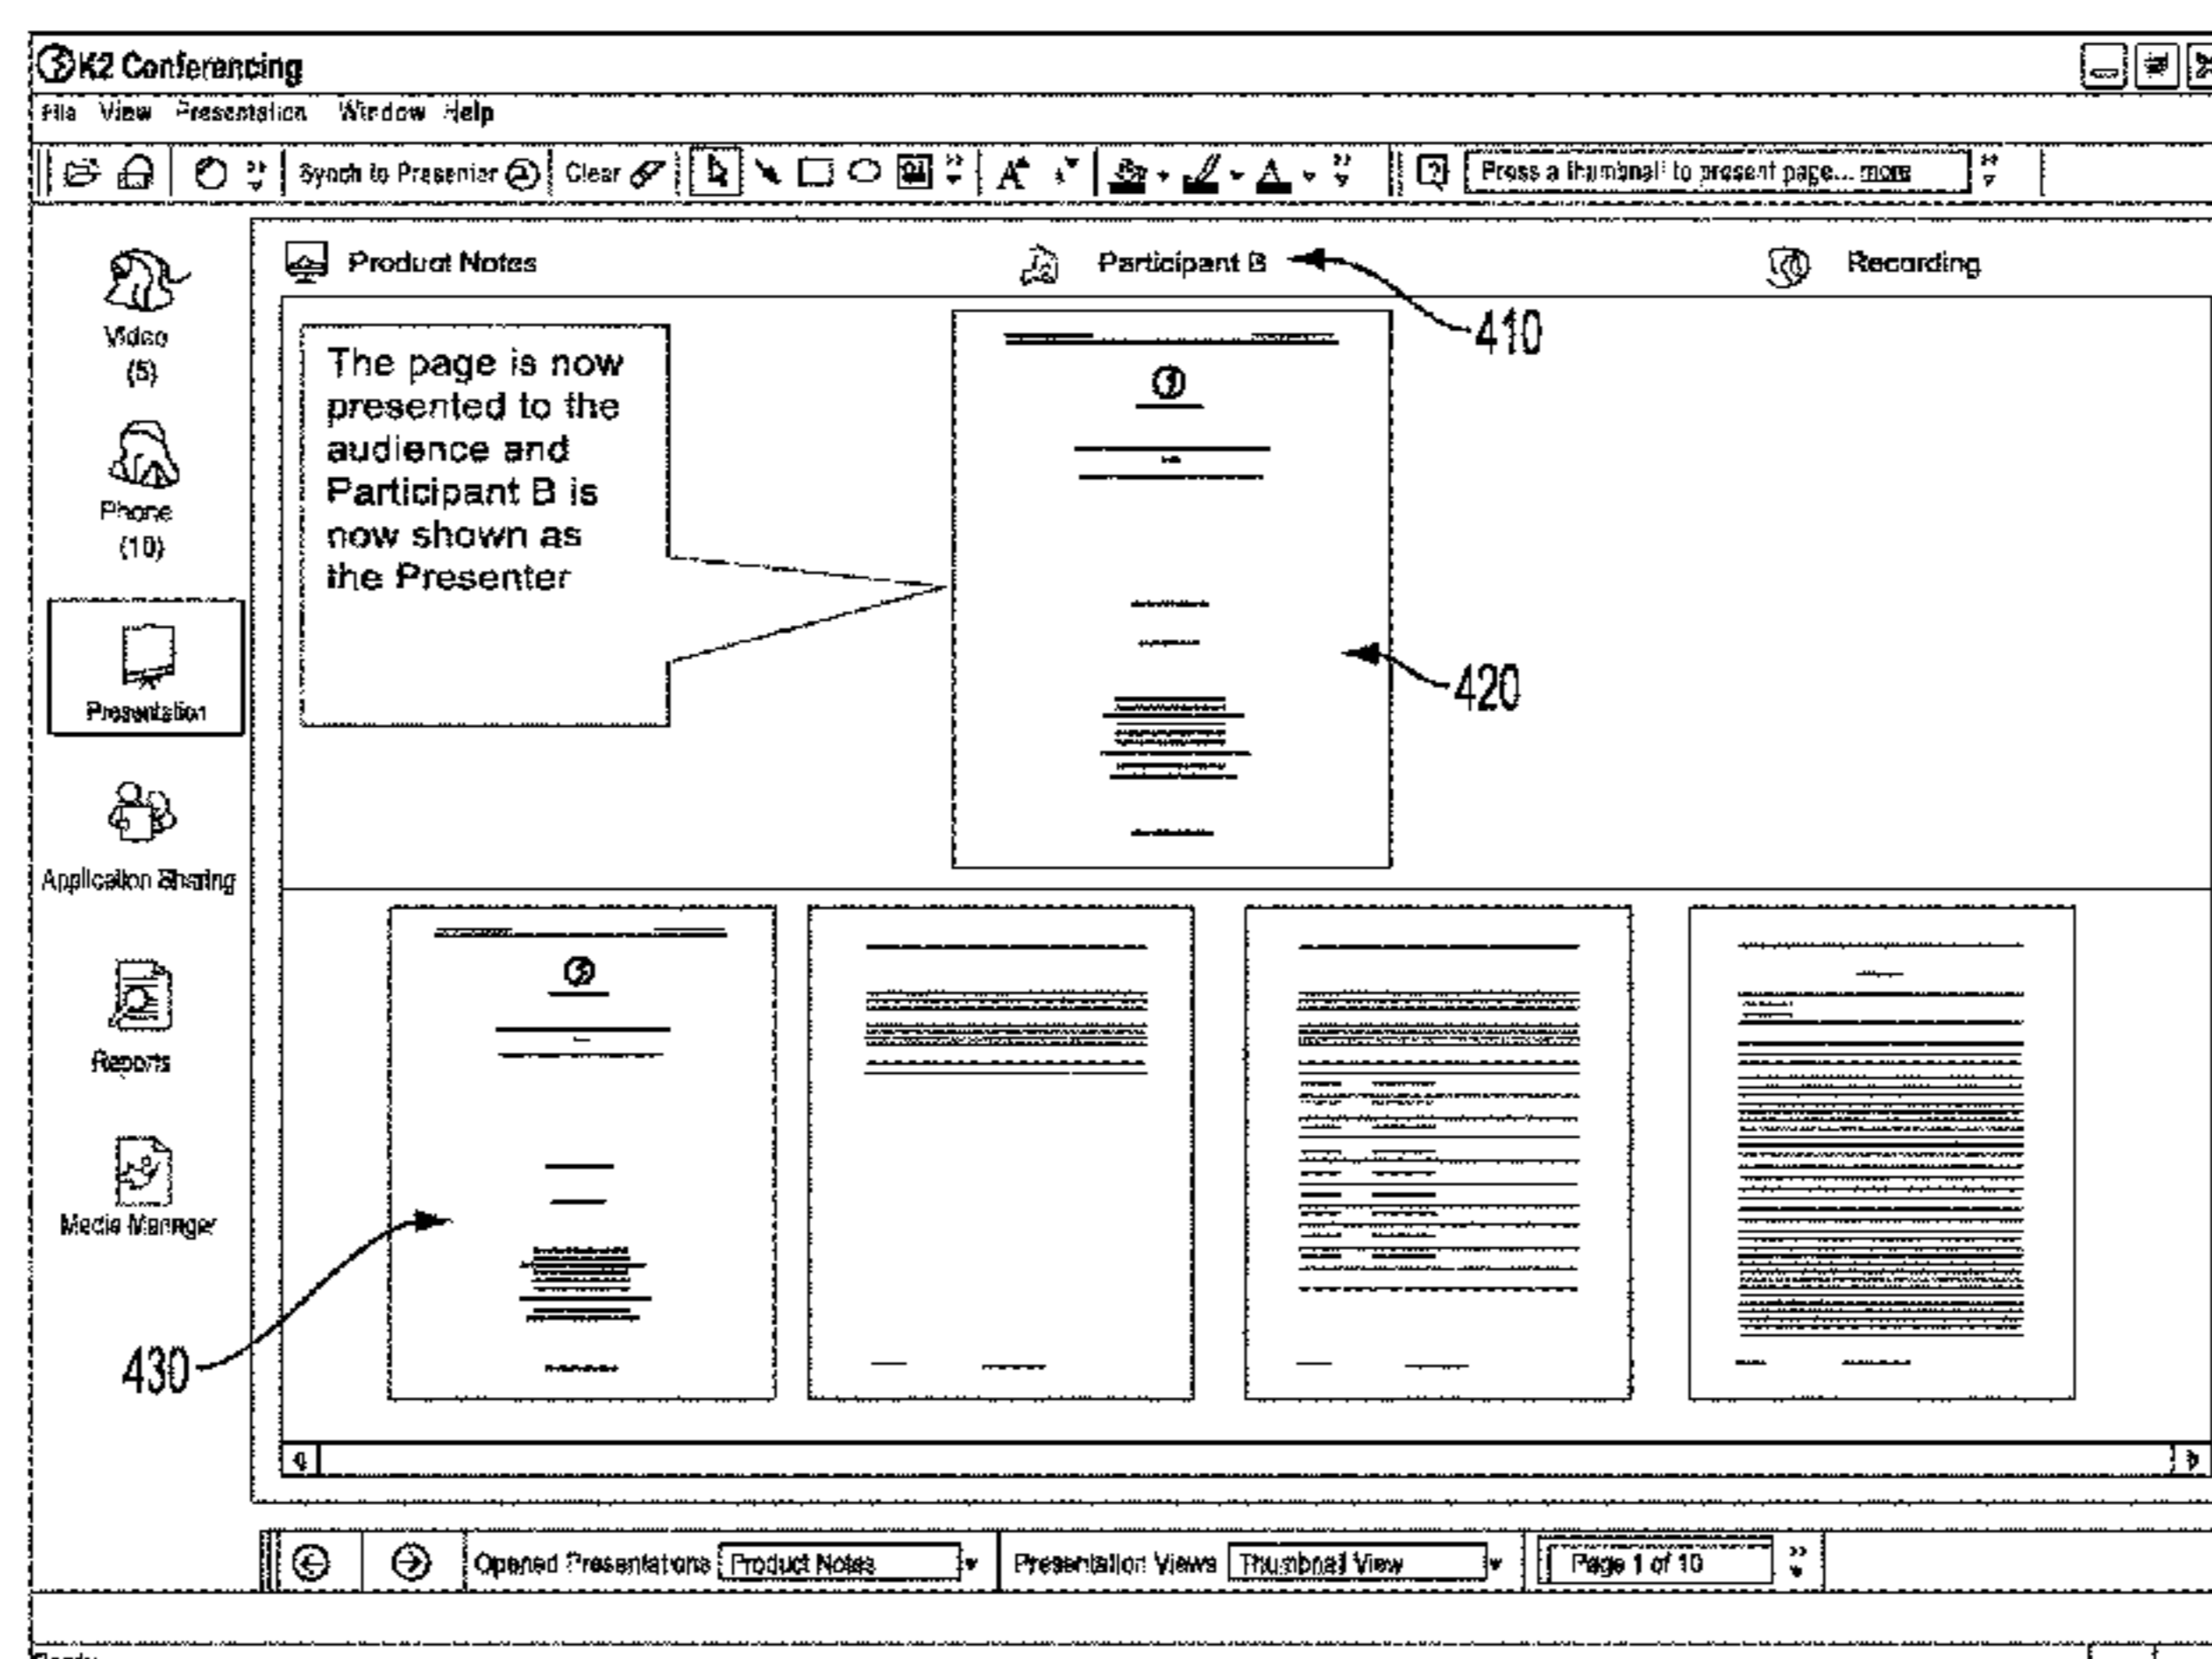 K2 Conferencing
File View Presentation Window Help
Synch to Presenter Clear Press a thumbnail to present page... more
Product Notes Participant B Recording
410
Video
(5)
The page is now
presented to the
audience and
Participant B is
now shown as
the Presenter
Phone
(10)
420
Presentation
Application Sharing
Reports
Media Manager
430
Opened Presentations Product Notes Presentation Views Thumbnail View Page 1 of 10